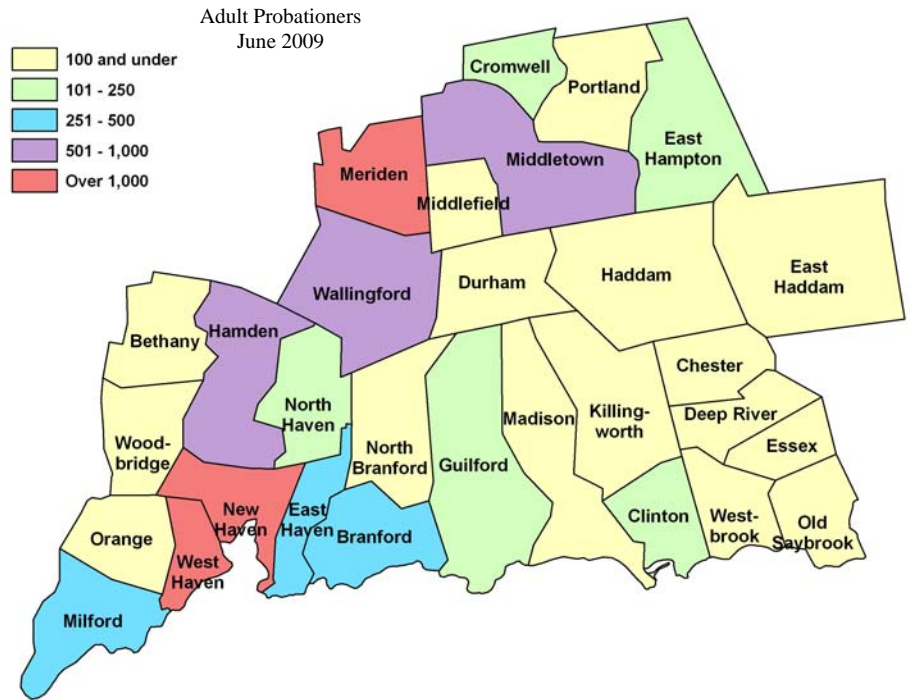 Adult Probationers
June 2009
100 and under
101 - 250
251 - 500
501 - 1,000
Over 1,000
Cromwell
Portland
East
Hampton
Middletown
Meriden
Middlefield
Wallingford
Durham
Haddam
East
Haddam
Bethany
Hamden
North
Haven
Wood-
bridge
North
Branford
Guilford
Madison
Killing-
worth
Chester
Deep River
Essex
Orange
New
Haven
West
Haven
East
Haven
Branford
Clinton
West-
brook
Old
Saybrook
Milford